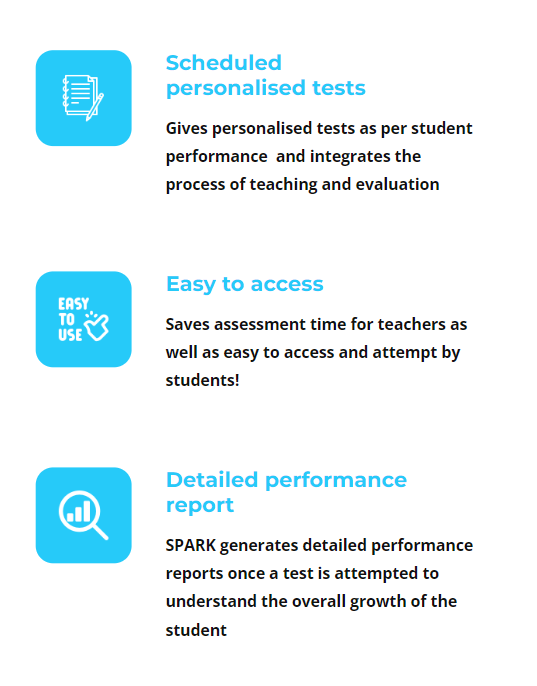 Scheduled
personalised tests
Gives personalised tests as per student
performance  and integrates the
process of teaching and evaluation
EASY
TO
USE
Easy to access
Saves assessment time for teachers as
well as easy to access and attempt by
students!
Detailed performance
report
SPARK generates detailed performance
reports once a test is attempted to
understand the overall growth of the
student